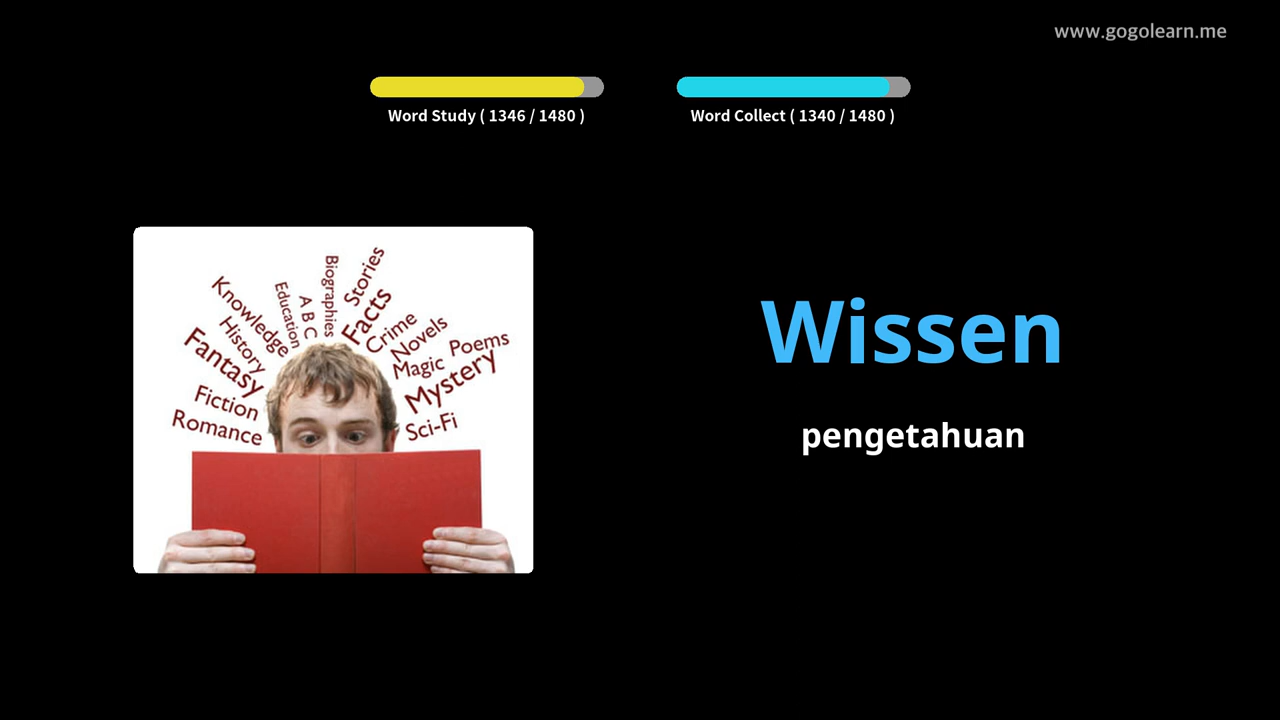 www.gogolearn.me
Word Study ( 1346 / 1480 )
Word Collect ( 1340 / 1480 )
Biographies
Stories
Education
A B C
Facts
Knowledge
History
Crime
Novels
Poems
Fantasy
Magic
Mystery
Fiction
Romance
Sci-Fi
Wissen
pengetahuan